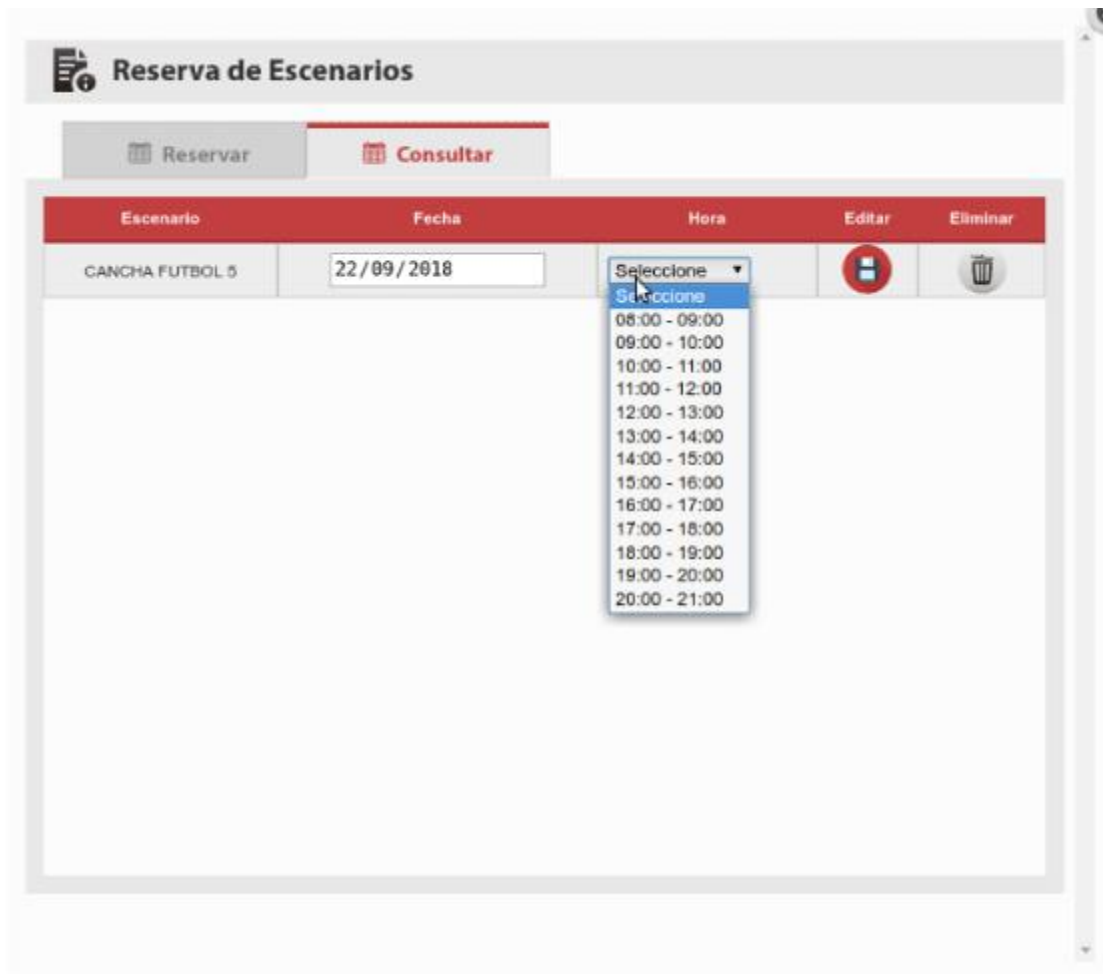 Reserva de Escenarios
Reservar Consultar
Escenario Fecha Hora Editar Eliminar
CANCHA FUTBOL 5 22/09/2018 Seleccione
Seleccione
08:00 - 09:00
09:00 - 10:00
10:00 - 11:00
11:00 - 12:00
12:00 - 13:00
13:00 - 14:00
14:00 - 15:00
15:00 - 16:00
16:00 - 17:00
17:00 - 18:00
18:00 - 19:00
19:00 - 20:00
20:00 - 21:00